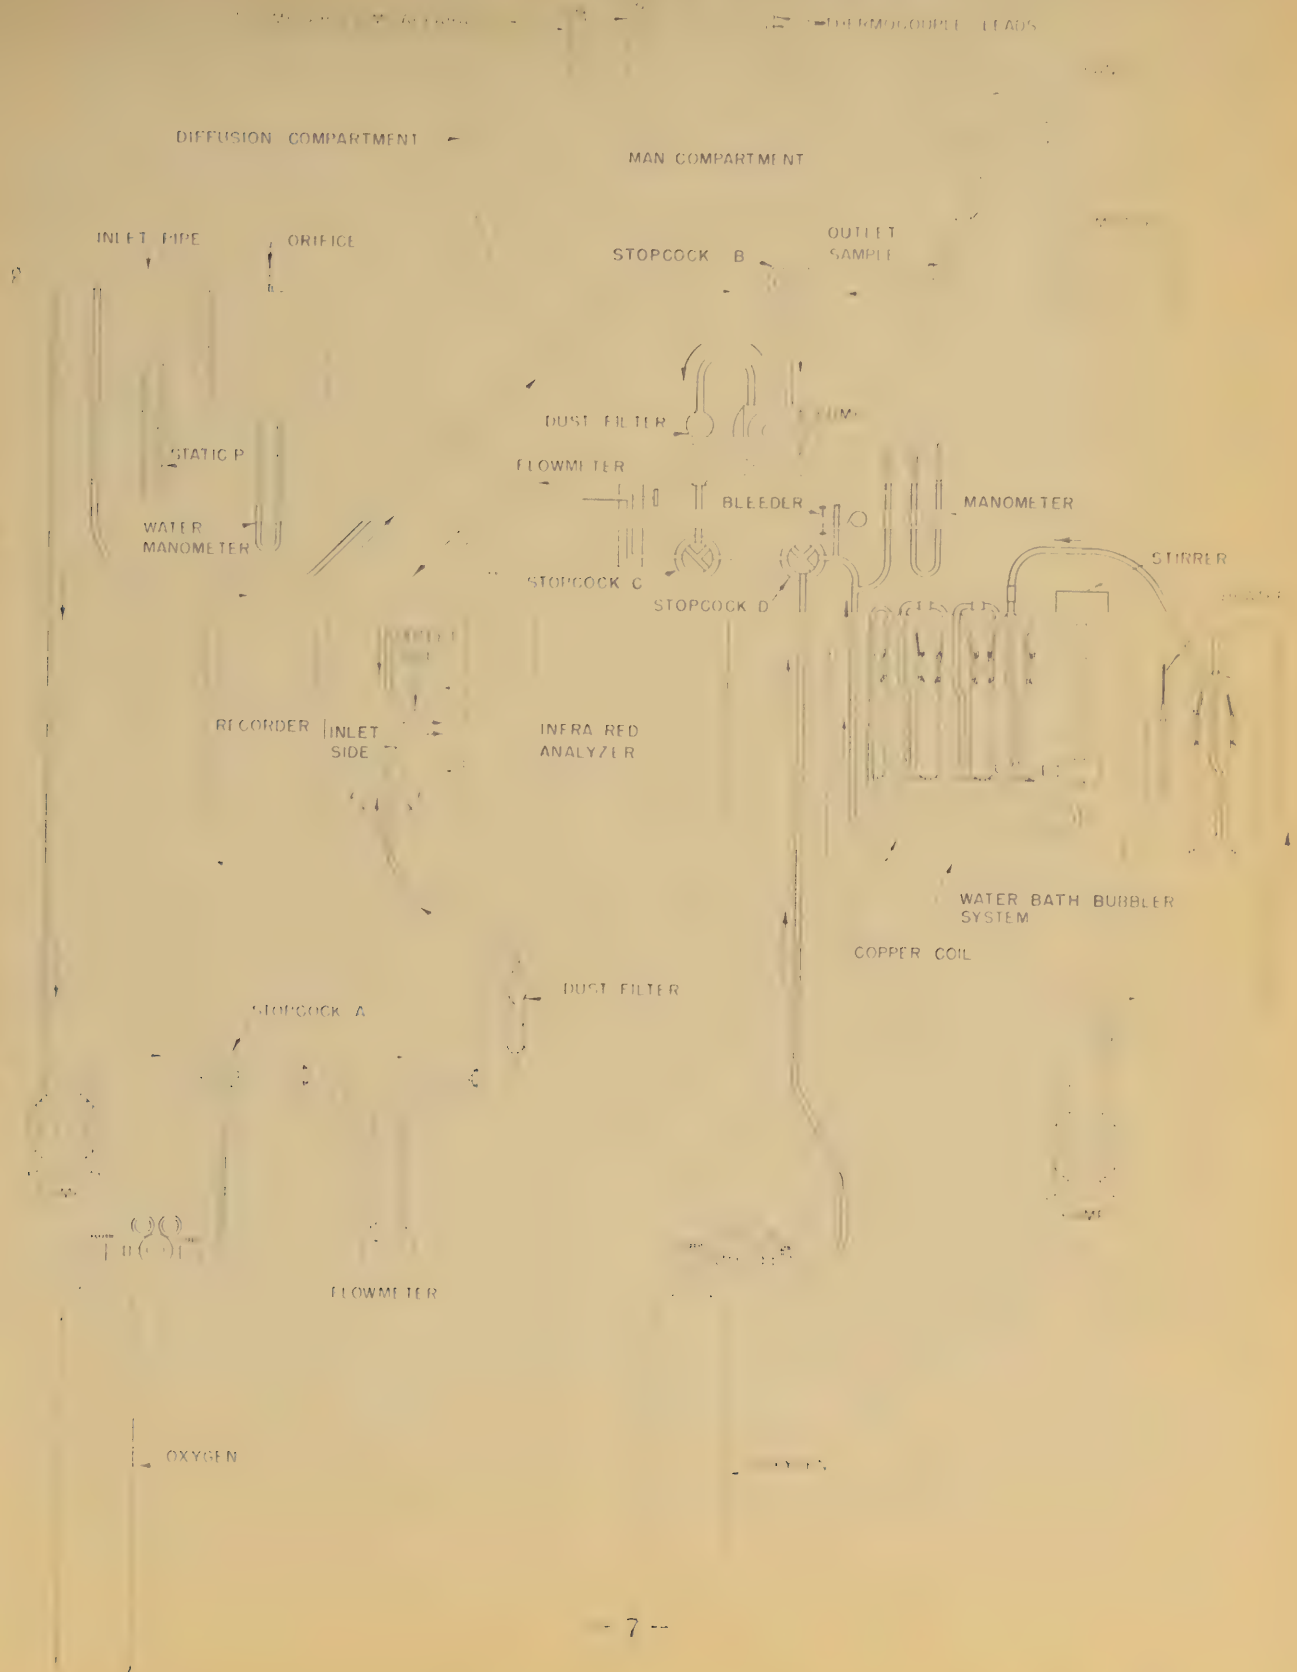 THERMOCOUPLE LEADS
DIFFUSION COMPARTMENT
MAN COMPARTMENT
INLET PIPE
ORIFICE
OUTLET
SAMPLE
STOPCOCK B
DUST FILTER
STATIC P
FLOWMETER
BLEEDER
MANOMETER
WATER
MANOMETER
STIRRER
STOPCOCK C
STOPCOCK D
RECORDER
INLET
SIDE
INFRA RED
ANALYZER
WATER BATH BUBBLER
SYSTEM
COPPER COIL
DUST FILTER
STOPCOCK A
FLOWMETER
OXYGEN
- 7 --